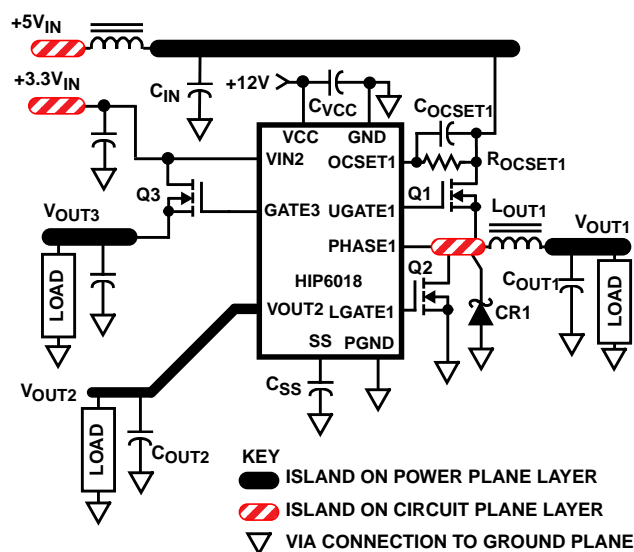 +5VIN
+3.3VIN
CIN
+12V
CVCC
COCSET1
VCC
GND
VIN2
OCSET1
ROCSET1
Q3
GATE3
UGATE1
Q1
LOUT1
VOUT3
PHASE1
VOUT1
LOAD
HIP6018
Q2
COUT1
LOAD
VOUT2
LGATE1
CR1
SS
PGND
CSS
VOUT2
LOAD
COUT2
KEY
ISLAND ON POWER PLANE LAYER
ISLAND ON CIRCUIT PLANE LAYER
VIA CONNECTION TO GROUND PLANE